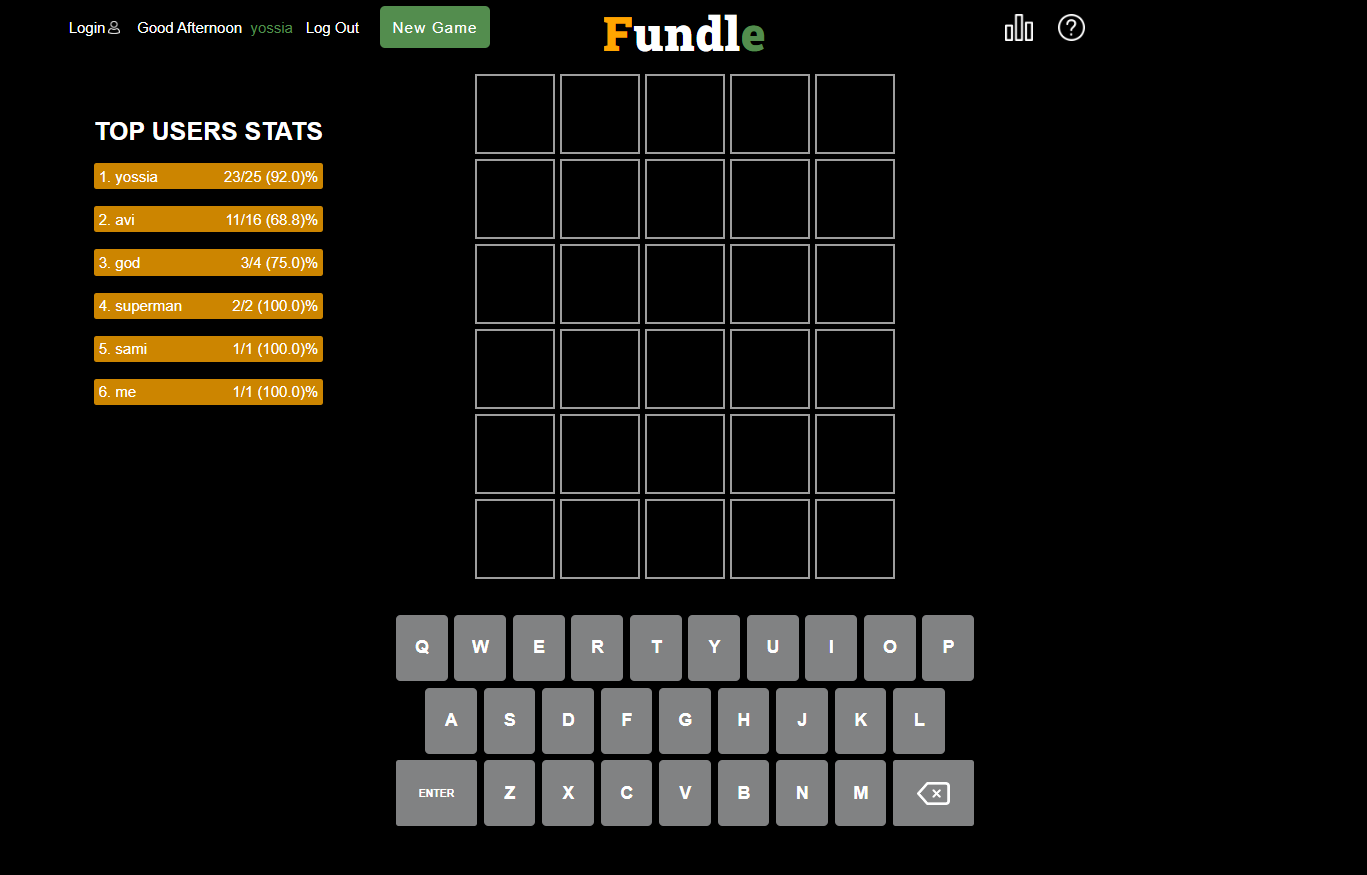 Login Good Afternoon yossia Log Out New Game
Fundle
TOP USERS STATS
1. yossia 23/25 (92.0)%
2. avi 11/16 (68.8)%
3. god 3/4 (75.0)%
4. superman 2/2 (100.0)%
5. sami 1/1 (100.0)%
6. me 1/1 (100.0)%
Q W E R T Y U I O P
A S D F G H J K L
ENTER Z X C V B N M